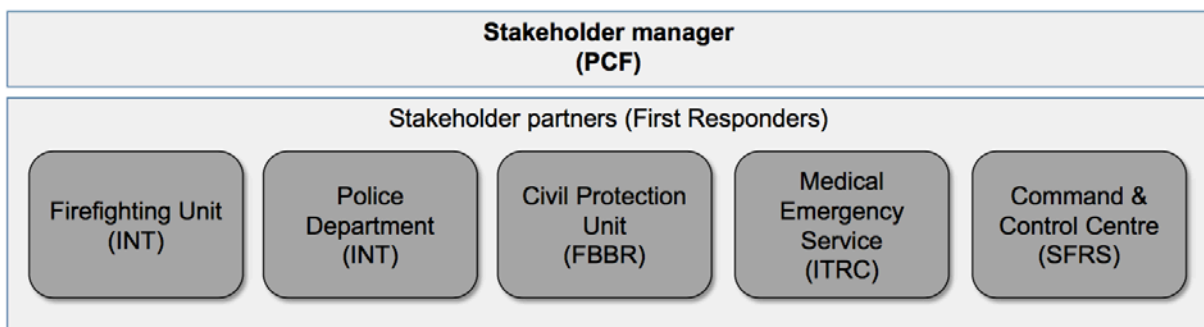 Stakeholder manager
(PCF)
Stakeholder partners (First Responders)
Firefighting Unit
(INT)
Police
Department
(INT)
Civil Protection
Unit
(FBBR)
Medical
Emergency
Service
(ITRC)
Command &
Control Centre
(SFRS)